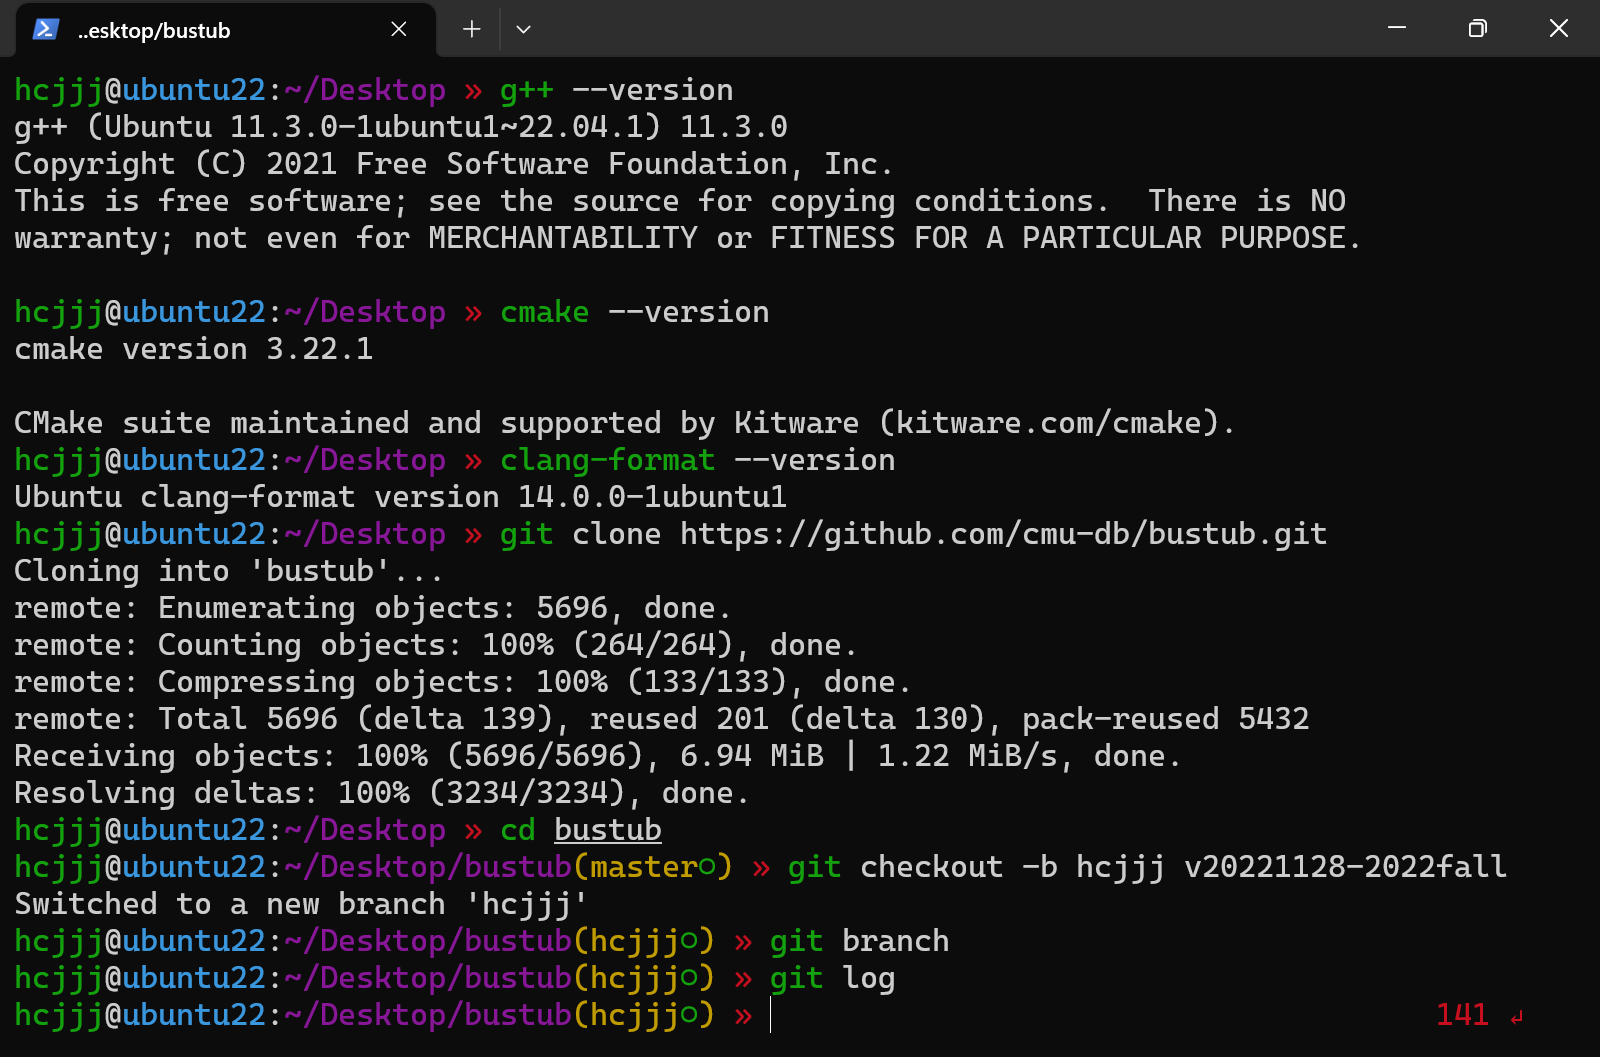 ..esktop/bustub
hcjjj@ubuntu22:~/Desktop » g++ --version
g++ (Ubuntu 11.3.0-1ubuntu1~22.04.1) 11.3.0
Copyright (C) 2021 Free Software Foundation, Inc.
This is free software; see the source for copying conditions.  There is NO
warranty; not even for MERCHANTABILITY or FITNESS FOR A PARTICULAR PURPOSE.
hcjjj@ubuntu22:~/Desktop » cmake --version
cmake version 3.22.1
CMake suite maintained and supported by Kitware (kitware.com/cmake).
hcjjj@ubuntu22:~/Desktop » clang-format --version
Ubuntu clang-format version 14.0.0-1ubuntu1
hcjjj@ubuntu22:~/Desktop » git clone https://github.com/cmu-db/bustub.git
Cloning into 'bustub'...
remote: Enumerating objects: 5696, done.
remote: Counting objects: 100% (264/264), done.
remote: Compressing objects: 100% (133/133), done.
remote: Total 5696 (delta 139), reused 201 (delta 130), pack-reused 5432
Receiving objects: 100% (5696/5696), 6.94 MiB | 1.22 MiB/s, done.
Resolving deltas: 100% (3234/3234), done.
hcjjj@ubuntu22:~/Desktop » cd bustub
hcjjj@ubuntu22:~/Desktop/bustub(master○) » git checkout -b hcjjj v20221128-2022fall
Switched to a new branch 'hcjjj'
hcjjj@ubuntu22:~/Desktop/bustub(hcjjj○) » git branch
hcjjj@ubuntu22:~/Desktop/bustub(hcjjj○) » git log
hcjjj@ubuntu22:~/Desktop/bustub(hcjjj○) » 141 ↵